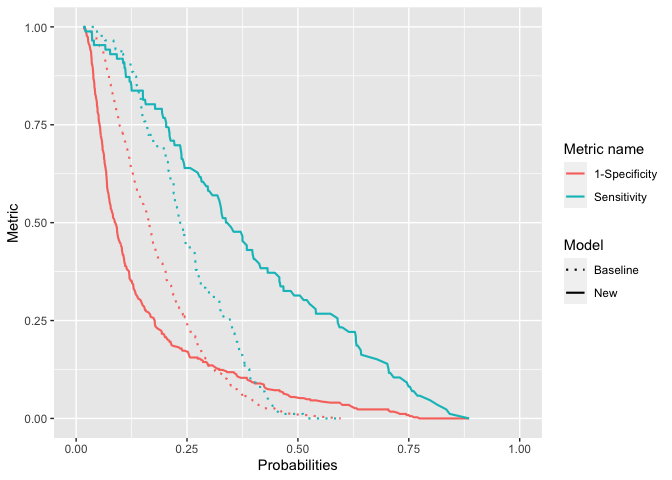 1.00
0.75
0.50
0.25
0.00
Metric
0.00 0.25 0.50 0.75 1.00
Probabilities
Metric name
1-Specificity
Sensitivity
Model
Baseline
New